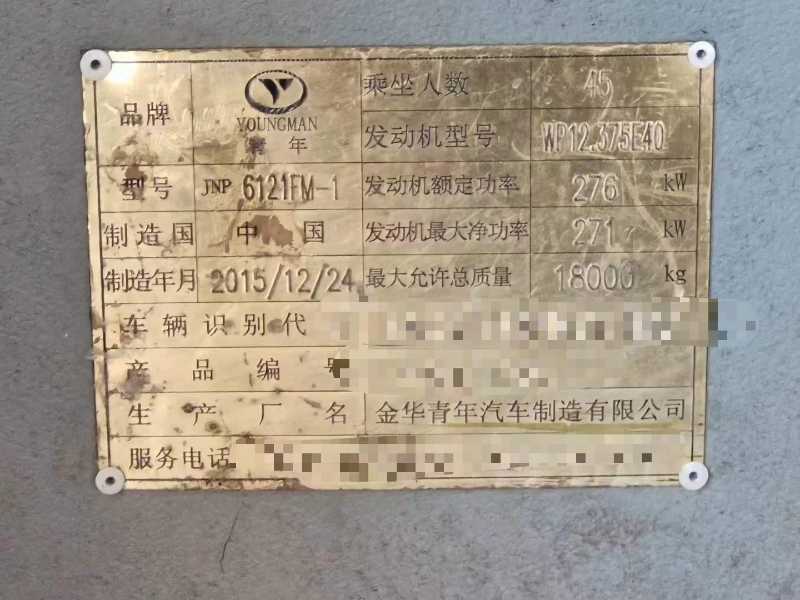 品牌 YOUNGMAN 青年 乘坐人数 45
发动机型号 WP12.375E40
型号 JNP 6121FM-1 发动机额定功率 276 kW
制造国 中国 发动机最大净功率 271 kW
制造年月 2015/12/24 最大允许总质量 18000 kg
车辆识别代
产品编号
生产厂名 金华青年汽车制造有限公司
服务电话